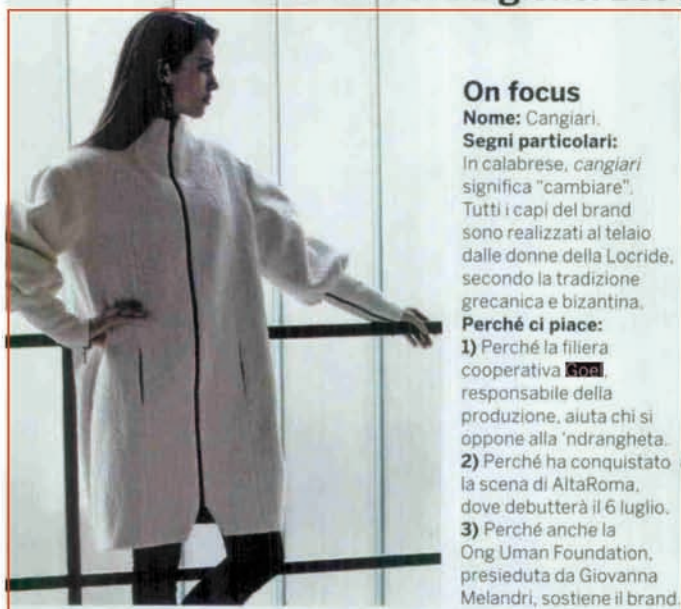 On focus
Nome: Cangiari.
Segni particolari:
In calabrese, cangiari
significa "cambiare".
Tutti i capi del brand
sono realizzati al telaio
dalle donne della Locride,
secondo la tradizione
grecanica e bizantina.
Perché ci piace:
1) Perché la filiera
cooperativa Goel,
responsabile della
produzione, aiuta chi si
oppone alla 'ndrangheta.
2) Perché ha conquistato
la scena di AltaRoma,
dove debutterà il 6 luglio.
3) Perché anche la
Ong Uman Foundation,
presieduta da Giovanna
Melandri, sostiene il brand.